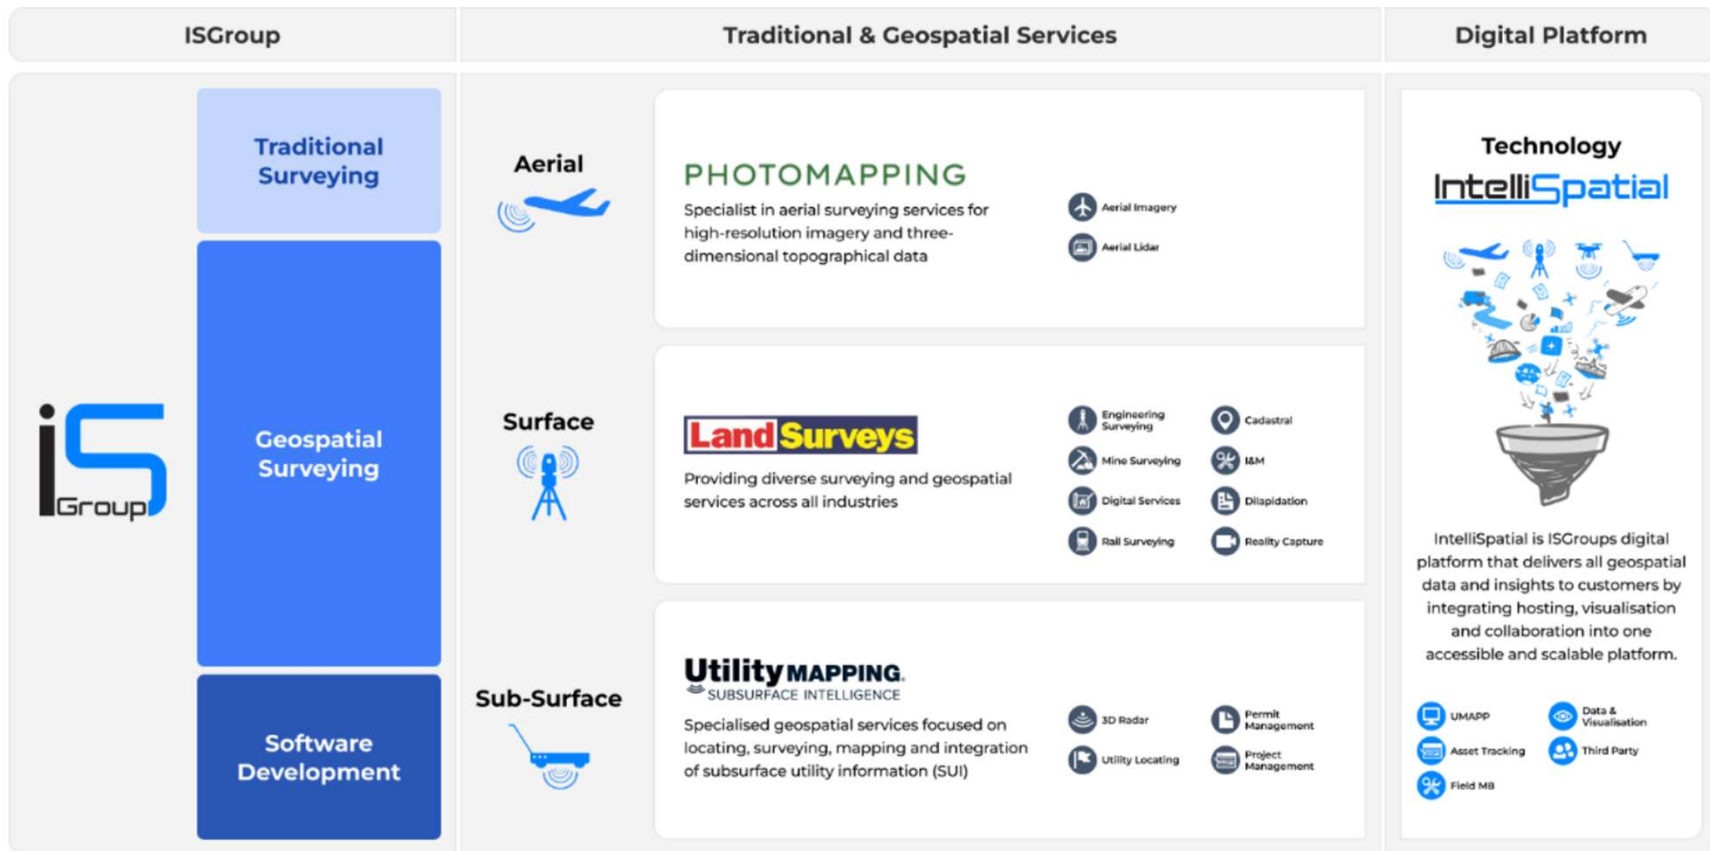 ISGroup
Traditional & Geospatial Services
Digital Platform
iS
Group
Traditional
Surveying
Geospatial
Surveying
Software
Development
Aerial
PHOTOMAPPING
Specialist in aerial surveying services for
high-resolution imagery and three-
dimensional topographical data
Aerial Imagery
Aerial Lidar
Surface
Land Surveys
Providing diverse surveying and geospatial
services across all industries
Engineering
Surveying
Mine Surveying
Digital Services
Rail Surveying
Cadastral
I&M
Dilapidation
Reality Capture
Sub-Surface
Utility MAPPING.
SUBSURFACE INTELLIGENCE
Specialised geospatial services focused on
locating, surveying, mapping and integration
of subsurface utility information (SUI)
3D Radar
Utility Locating
Permit
Management
Project
Management
Technology
IntelliSpatial
IntelliSpatial is ISGroups digital
platform that delivers all geospatial
data and insights to customers by
integrating hosting, visualisation
and collaboration into one
accessible and scalable platform.
UMAPP
Asset Tracking
Field MB
Data &
Visualisation
Third Party